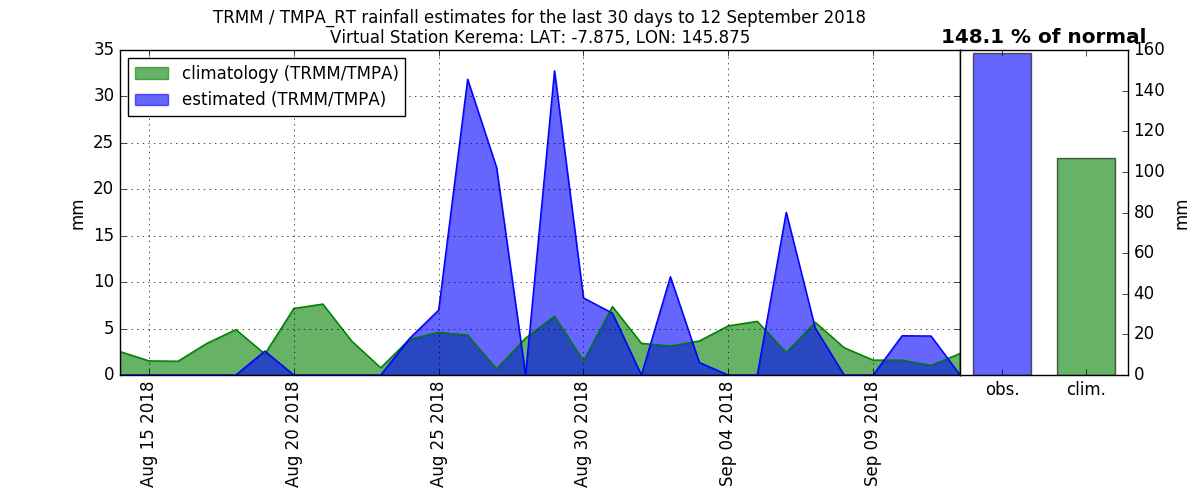 TRMM / TMPA_RT rainfall estimates for the last 30 days to 12 September 2018
Virtual Station Kerema: LAT: -7.875, LON: 145.875
148.1 % of normal
climatology (TRMM/TMPA)
estimated (TRMM/TMPA)
35
30
25
20
15
10
5
0
mm
Aug 15 2018
Aug 20 2018
Aug 25 2018
Aug 30 2018
Sep 04 2018
Sep 09 2018
obs.
clim.
160
140
120
100
80
60
40
20
0
mm